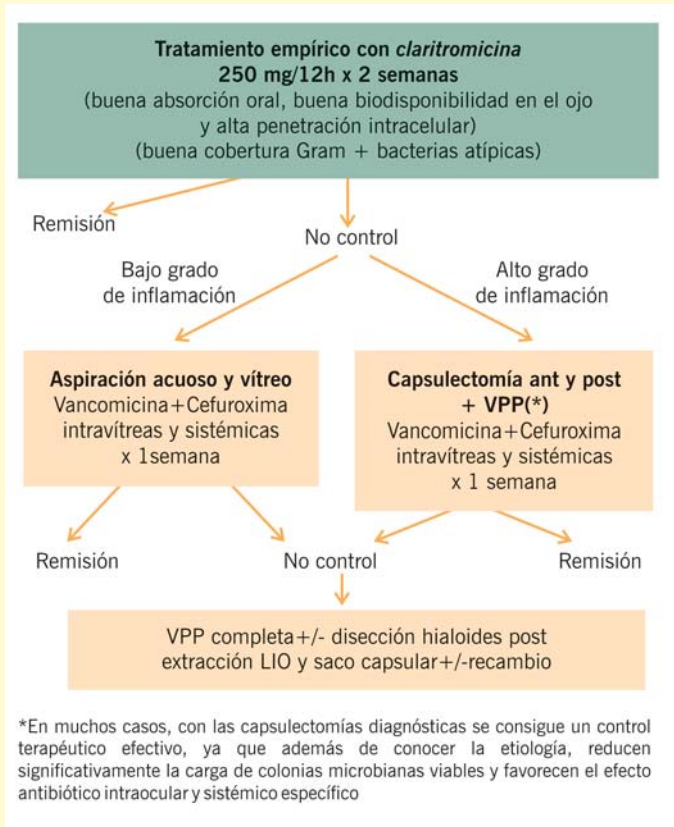 Tratamiento empírico con claritromicina
250 mg/12h x 2 semanas
(buena absorción oral, buena biodisponibilidad en el ojo
y alta penetración intracelular)
(buena cobertura Gram + bacterias atípicas)
Remisión
No control
Bajo grado
de inflamación
Alto grado
de inflamación
Aspiración acuoso y vítreo
Vancomicina+Cefuroxima
intravítreas y sistémicas
x 1semana
Capsulectomía ant y post
+ VPP(*)
Vancomicina+Cefuroxima
intravítreas y sistémicas
x 1 semana
Remisión
No control
Remisión
VPP completa+/- disección hialoides post
extracción LIO y saco capsular+/-recambio
*En muchos casos, con las capsulectomías diagnósticas se consigue un control
terapéutico efectivo, ya que además de conocer la etiología, reducen
significativamente la carga de colonias microbianas viables y favorecen el efecto
antibiótico intraocular y sistémico específico